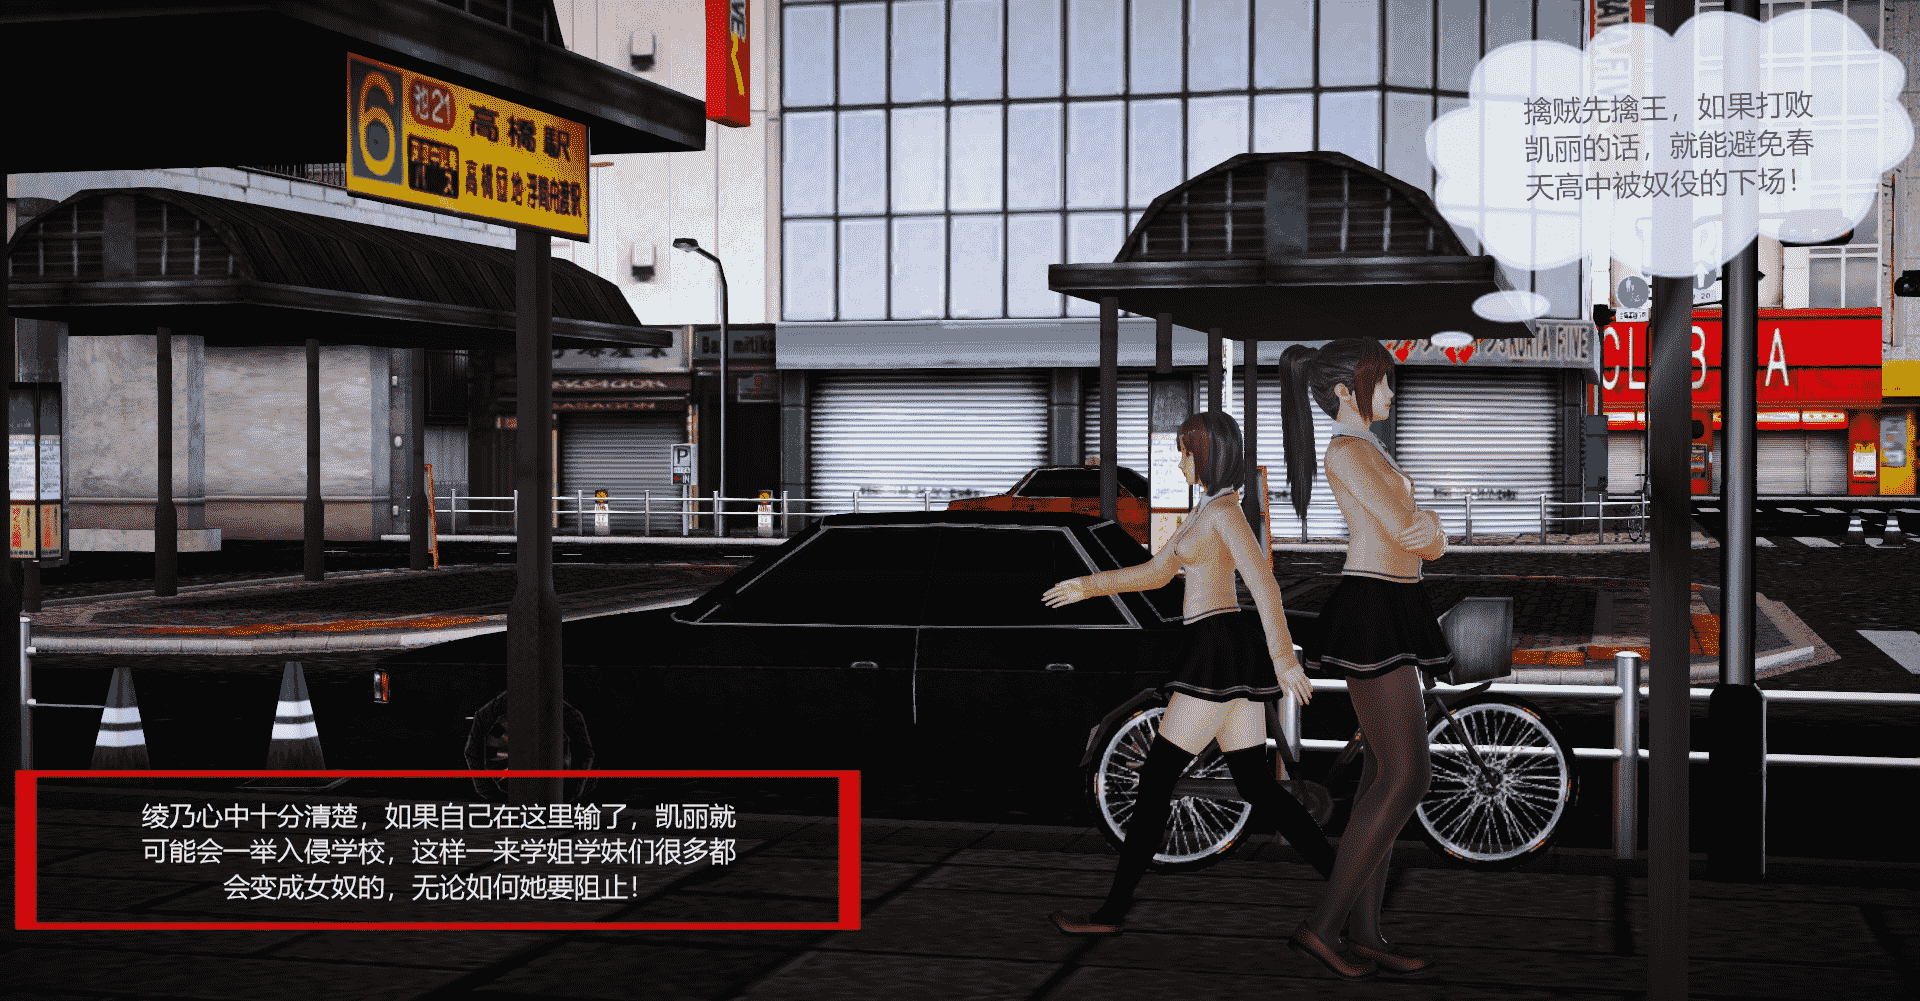 6
池21
高橋駅
擒贼先擒王，如果打败
凯丽的话，就能避免春
天高中被奴役的下场！
P
CL B A
绫乃心中十分清楚，如果自己在这里输了，凯丽就
可能会一举入侵学校，这样一来学姐学妹们很多都
会变成女奴的，无论如何她要阻止！